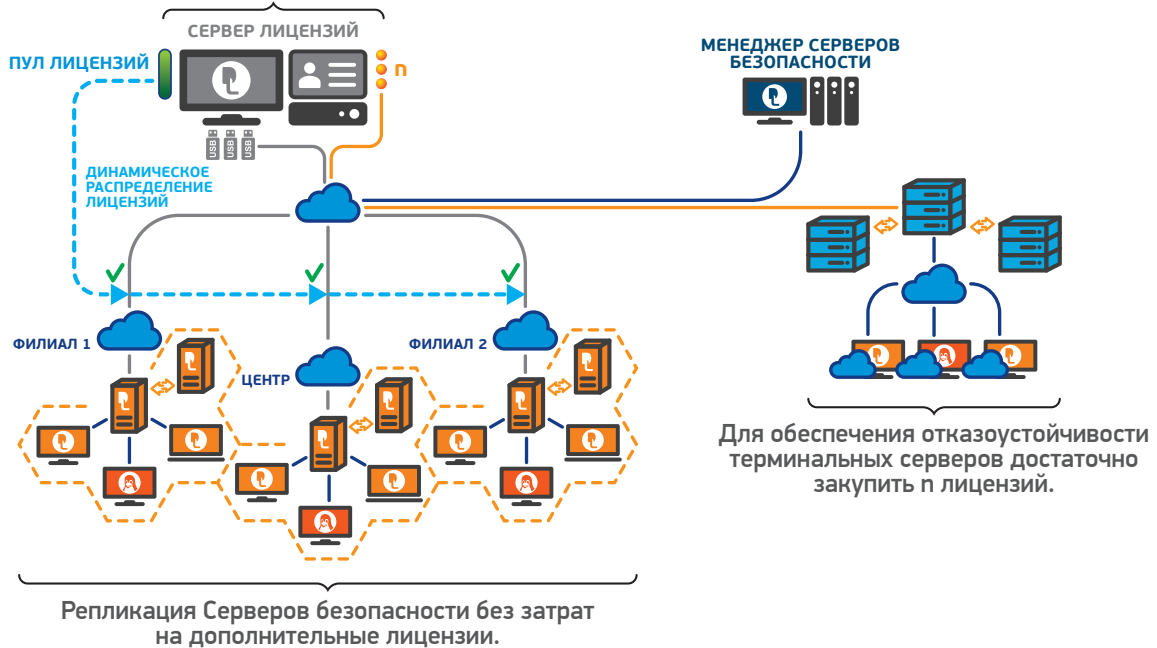 СЕРВЕР ЛИЦЕНЗИЙ
ПУЛ ЛИЦЕНЗИЙ
n
МЕНЕДЖЕР СЕРВЕРОВ
БЕЗОПАСНОСТИ
USB
USB
USB
ДИНАМИЧЕСКОЕ
РАСПРЕДЕЛЕНИЕ
ЛИЦЕНЗИЙ
ФИЛИАЛ 1
ЦЕНТР
ФИЛИАЛ 2
Для обеспечения отказоустойчивости
терминальных серверов достаточно
закупить n лицензий.
Репликация Серверов безопасности без затрат
на дополнительные лицензии.